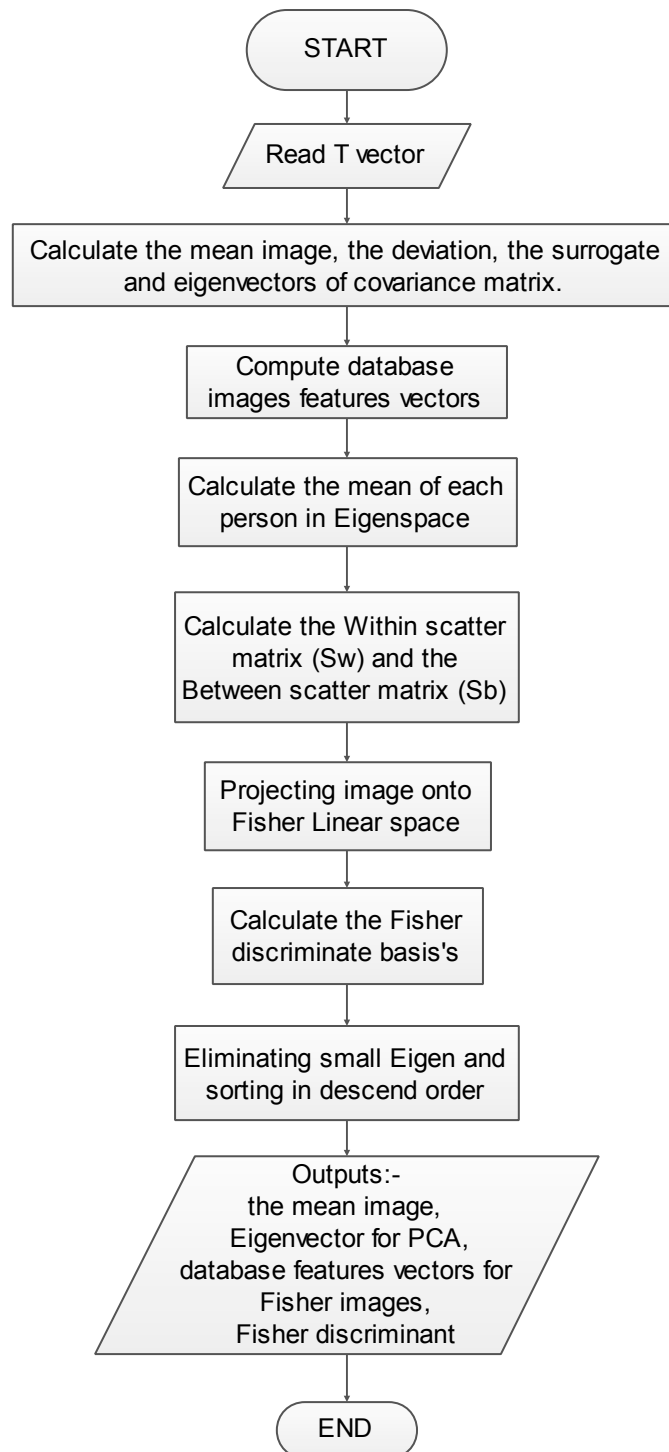 START
Read T vector
Calculate the mean image, the deviation, the surrogate
and eigenvectors of covariance matrix.
Compute database
images features vectors
Calculate the mean of each
person in Eigenspace
Calculate the Within scatter
matrix (Sw) and the
Between scatter matrix (Sb)
Projecting image onto
Fisher Linear space
Calculate the Fisher
discriminate basis's
Eliminating small Eigen and
sorting in descend order
Outputs:-
the mean image,
Eigenvector for PCA,
database features vectors for
Fisher images,
Fisher discriminant
END